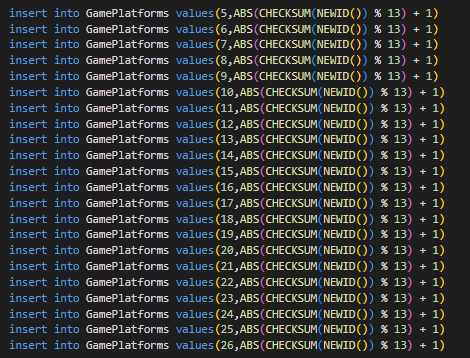 insert into GamePlatforms values(5,ABS(CHECKSUM(NEWID()) % 13) + 1)
insert into GamePlatforms values(6,ABS(CHECKSUM(NEWID()) % 13) + 1)
insert into GamePlatforms values(7,ABS(CHECKSUM(NEWID()) % 13) + 1)
insert into GamePlatforms values(8,ABS(CHECKSUM(NEWID()) % 13) + 1)
insert into GamePlatforms values(9,ABS(CHECKSUM(NEWID()) % 13) + 1)
insert into GamePlatforms values(10,ABS(CHECKSUM(NEWID()) % 13) + 1)
insert into GamePlatforms values(11,ABS(CHECKSUM(NEWID()) % 13) + 1)
insert into GamePlatforms values(12,ABS(CHECKSUM(NEWID()) % 13) + 1)
insert into GamePlatforms values(13,ABS(CHECKSUM(NEWID()) % 13) + 1)
insert into GamePlatforms values(14,ABS(CHECKSUM(NEWID()) % 13) + 1)
insert into GamePlatforms values(15,ABS(CHECKSUM(NEWID()) % 13) + 1)
insert into GamePlatforms values(16,ABS(CHECKSUM(NEWID()) % 13) + 1)
insert into GamePlatforms values(17,ABS(CHECKSUM(NEWID()) % 13) + 1)
insert into GamePlatforms values(18,ABS(CHECKSUM(NEWID()) % 13) + 1)
insert into GamePlatforms values(19,ABS(CHECKSUM(NEWID()) % 13) + 1)
insert into GamePlatforms values(20,ABS(CHECKSUM(NEWID()) % 13) + 1)
insert into GamePlatforms values(21,ABS(CHECKSUM(NEWID()) % 13) + 1)
insert into GamePlatforms values(22,ABS(CHECKSUM(NEWID()) % 13) + 1)
insert into GamePlatforms values(23,ABS(CHECKSUM(NEWID()) % 13) + 1)
insert into GamePlatforms values(24,ABS(CHECKSUM(NEWID()) % 13) + 1)
insert into GamePlatforms values(25,ABS(CHECKSUM(NEWID()) % 13) + 1)
insert into GamePlatforms values(26,ABS(CHECKSUM(NEWID()) % 13) + 1)